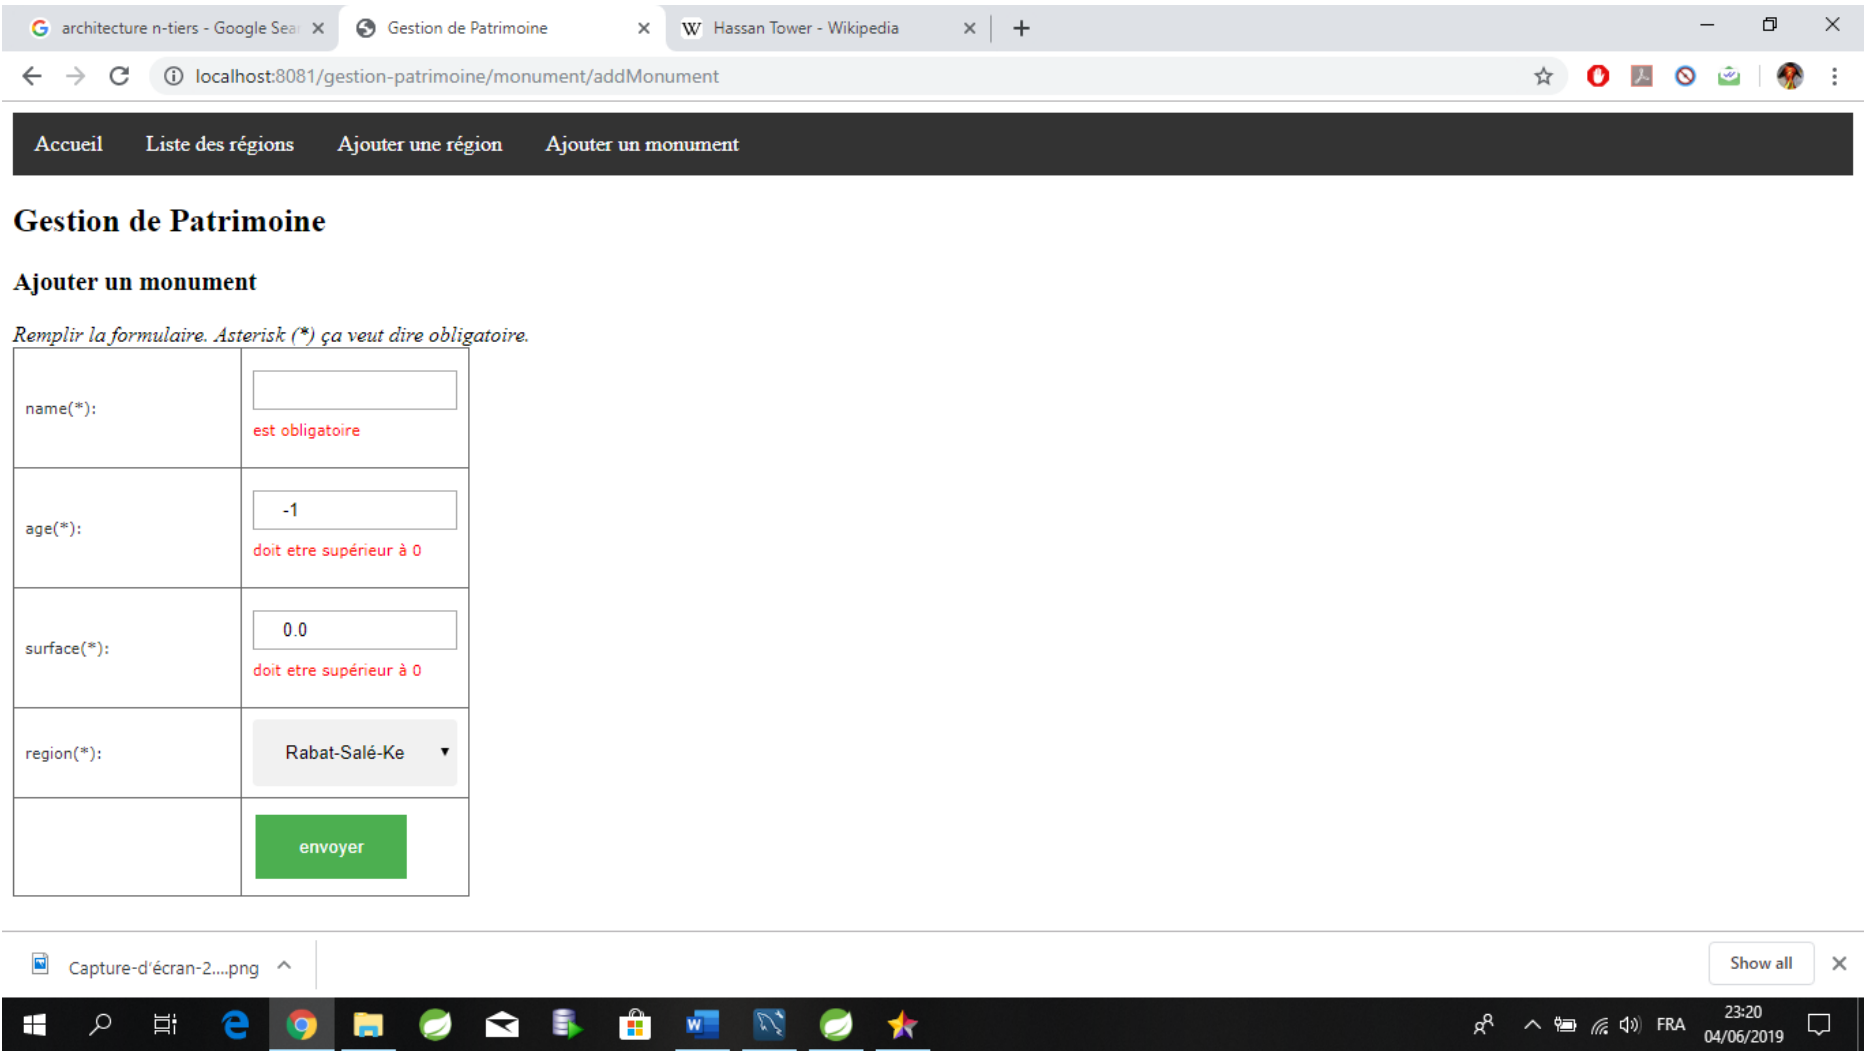 architecture n-tiers - Google Sear
Gestion de Patrimoine
Hassan Tower - Wikipedia
localhost:8081/gestion-patrimoine/monument/addMonument
Accueil Liste des régions Ajouter une région Ajouter un monument
Gestion de Patrimoine
Ajouter un monument
Remplir la formulaire. Asterisk (*) ça veut dire obligatoire.
name(*):
est obligatoire
age(*):
-1
doit etre supérieur à 0
surface(*):
0.0
doit etre supérieur à 0
region(*):
Rabat-Salé-Ke
envoyer
Capture-d'écran-2....png
Show all
FRA
23:20
04/06/2019